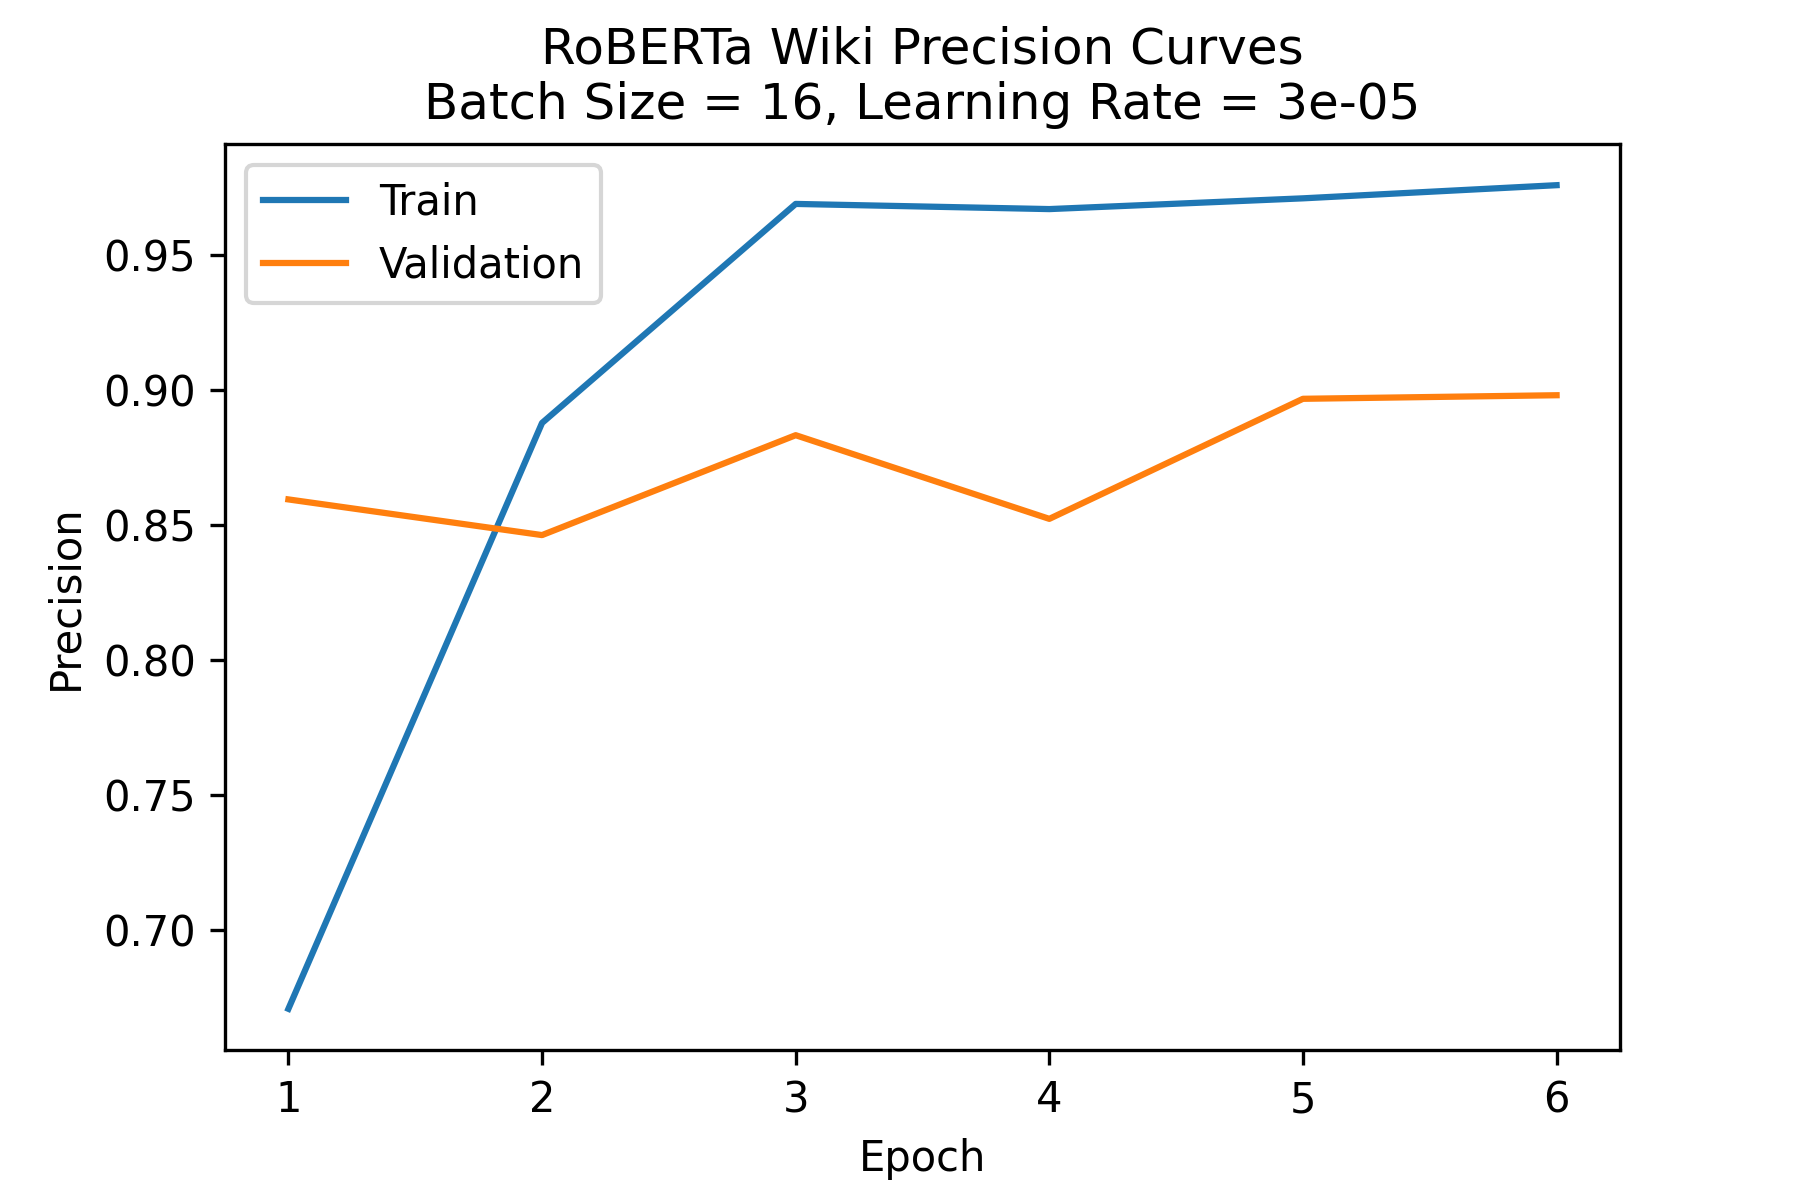 RoBERTa Wiki Precision Curves
Batch Size = 16, Learning Rate = 3e-05
Train
Validation
0.95
0.90
0.85
0.80
0.75
0.70
Precision
1 2 3 4 5 6
Epoch